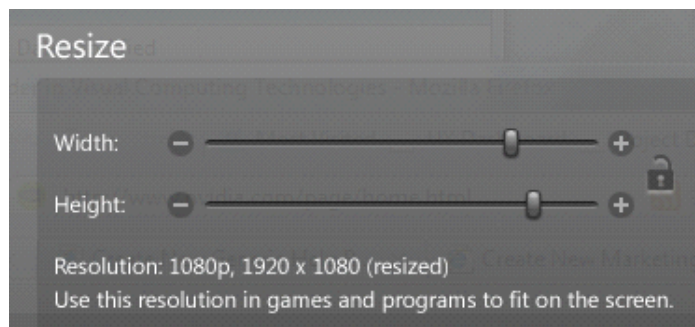 Resize
Width:
Height:
Resolution: 1080p, 1920 x 1080 (resized)
Use this resolution in games and programs to fit on the screen.